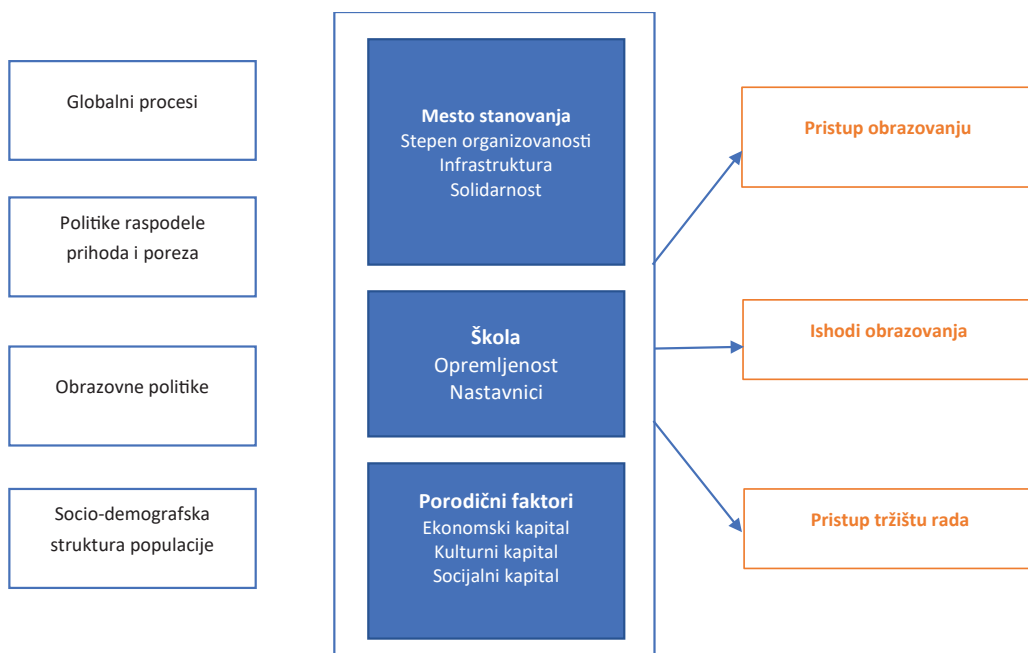 Globalni procesi
Politike raspodele
prihoda i poreza
Obrazovne politike
Socio-demografska
struktura populacije
Mesto stanovanja
Stepen organizovanosti
Infrastruktura
Solidarnost
Škola
Opremljenost
Nastavnici
Porodični faktori
Ekonomski kapital
Kulturni kapital
Socijalni kapital
Pristup obrazovanju
Ishodi obrazovanja
Pristup tržištu rada